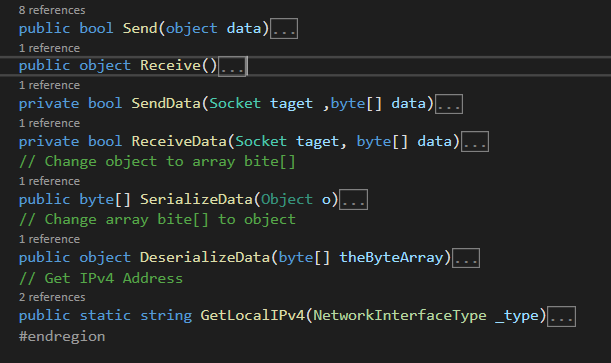 8 references
public bool Send(object data)...
1 reference
public object Receive()...
1 reference
private bool SendData(Socket taget ,byte[] data)...
1 reference
private bool ReceiveData(Socket taget, byte[] data)...
// Change object to array bite[]
1 reference
public byte[] SerializeData(Object o)...
// Change array bite[] to object
1 reference
public object DeserializeData(byte[] theByteArray)...
// Get IPv4 Address
2 references
public static string GetLocalIPv4(NetworkInterfaceType _type)...
#endregion